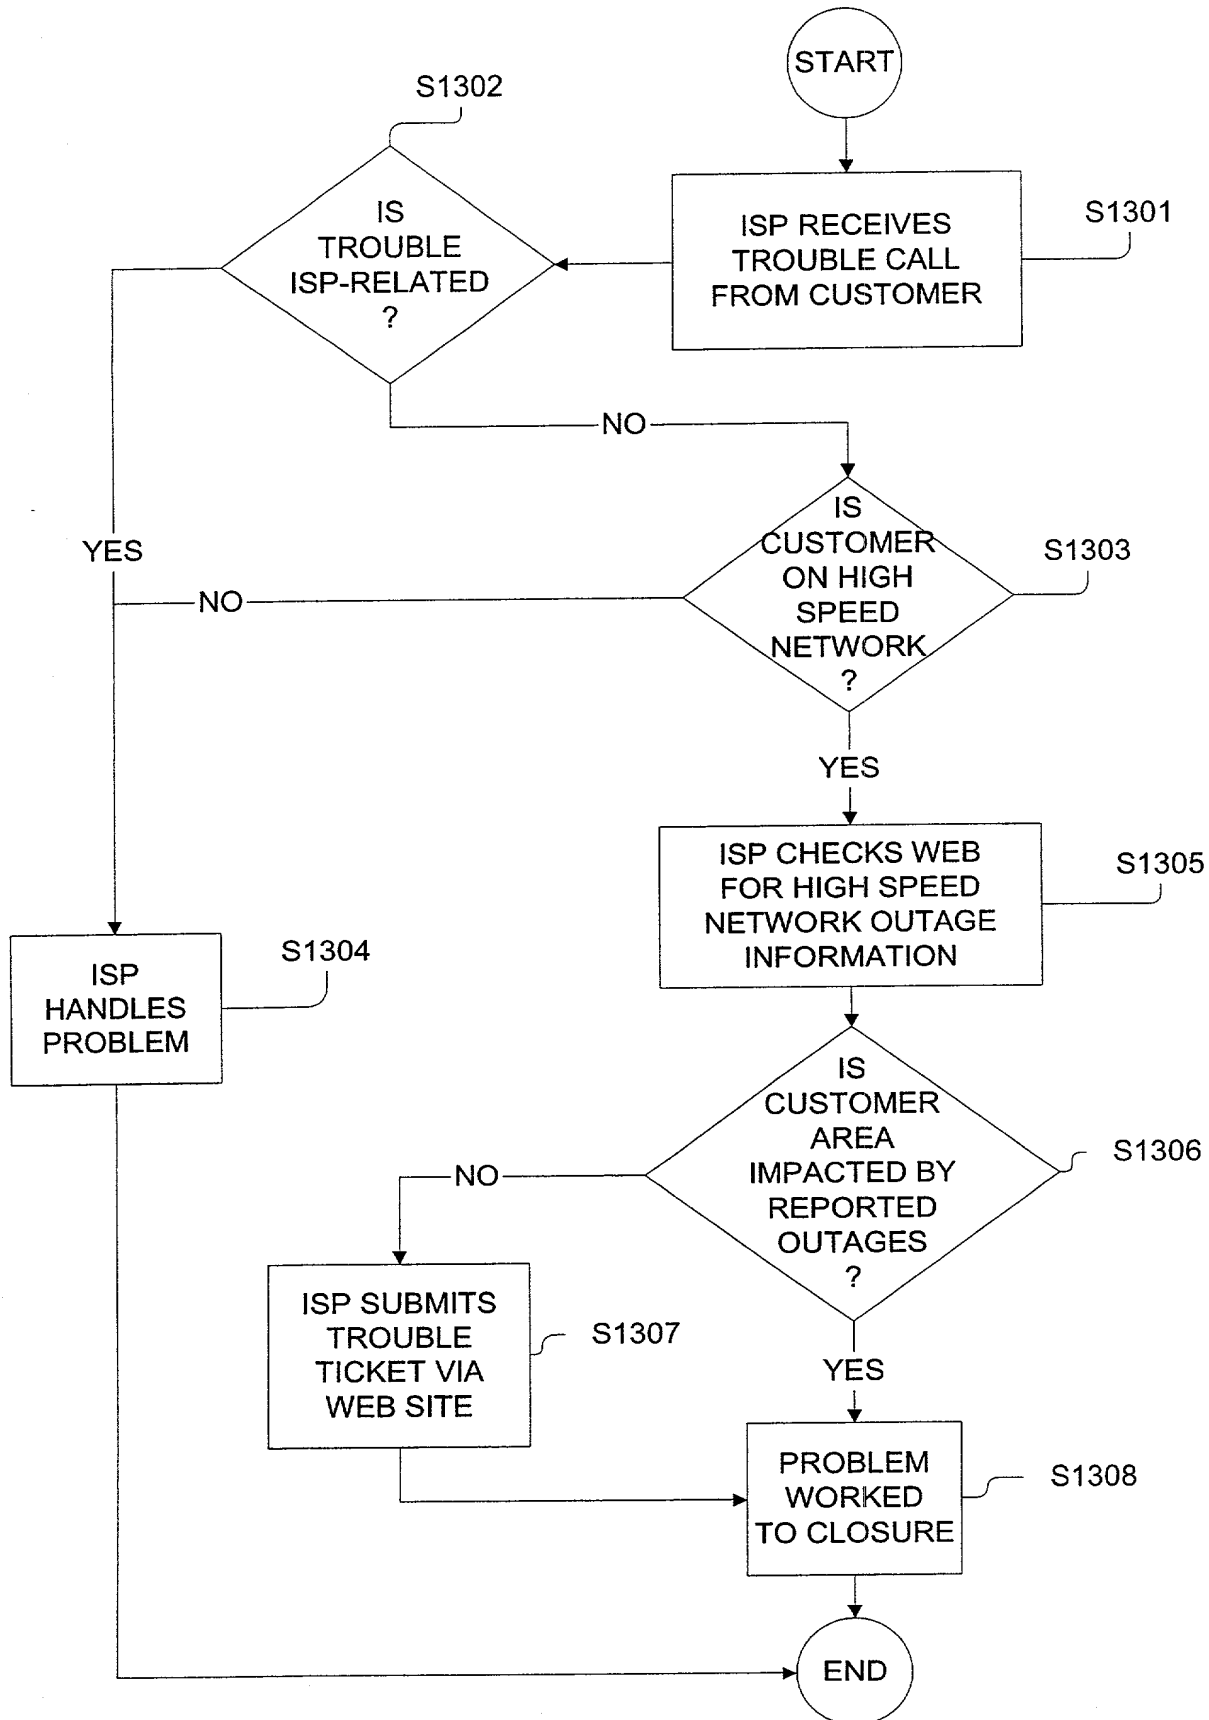 START
S1302
IS
TROUBLE
ISP-RELATED
?
ISP RECEIVES
TROUBLE CALL
FROM CUSTOMER
S1301
NO
YES
IS
CUSTOMER
ON HIGH
SPEED
NETWORK
?
S1303
NO
YES
ISP CHECKS WEB
FOR HIGH SPEED
NETWORK OUTAGE
INFORMATION
S1305
ISP
HANDLES
PROBLEM
S1304
IS
CUSTOMER
AREA
IMPACTED BY
REPORTED
OUTAGES
?
S1306
NO
ISP SUBMITS
TROUBLE
TICKET VIA
WEB SITE
S1307
YES
PROBLEM
WORKED
TO CLOSURE
S1308
END